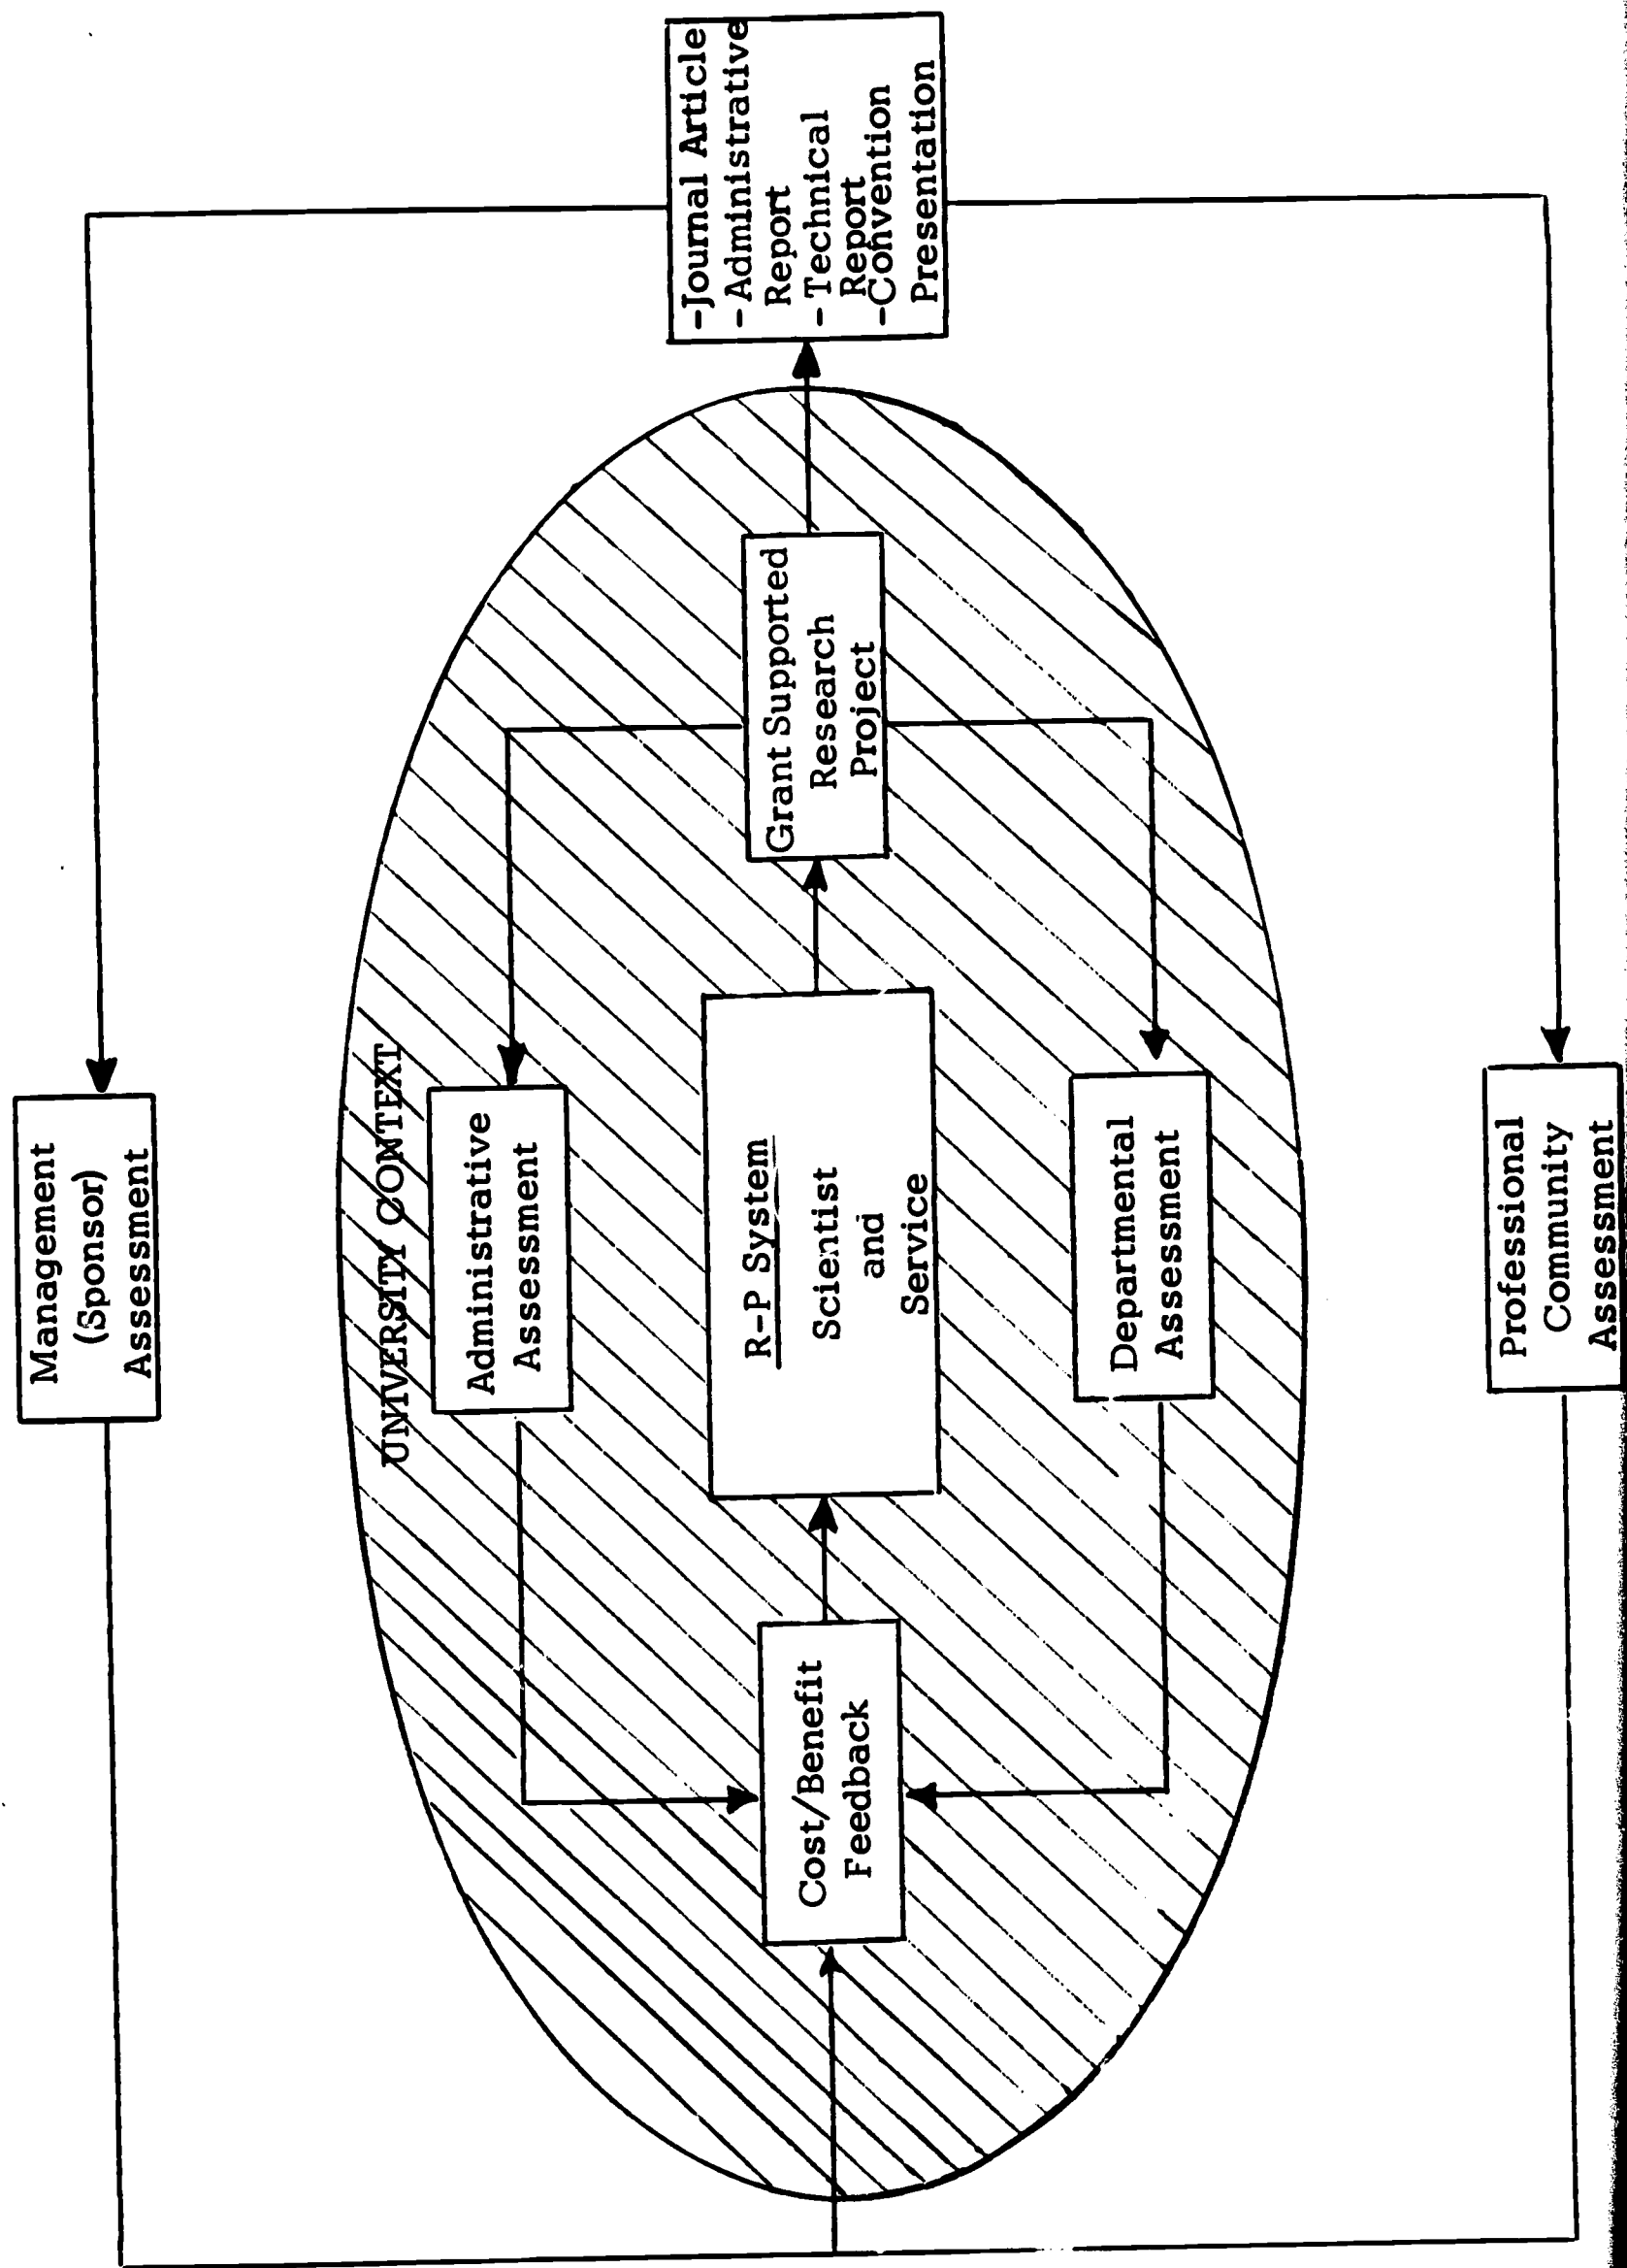 Management
(Sponsor)
Assessment
UNIVERSITY CONTEXT
Administrative
Assessment
Cost/Benefit
Feedback
R-P System
Scientist
and
Service
Grant Supported
Research
Project
-Journal Article
-Administrative
Report
- Technical
Report
-Convention
Presentation
Departmental
Assessment
Professional
Community
Assessment